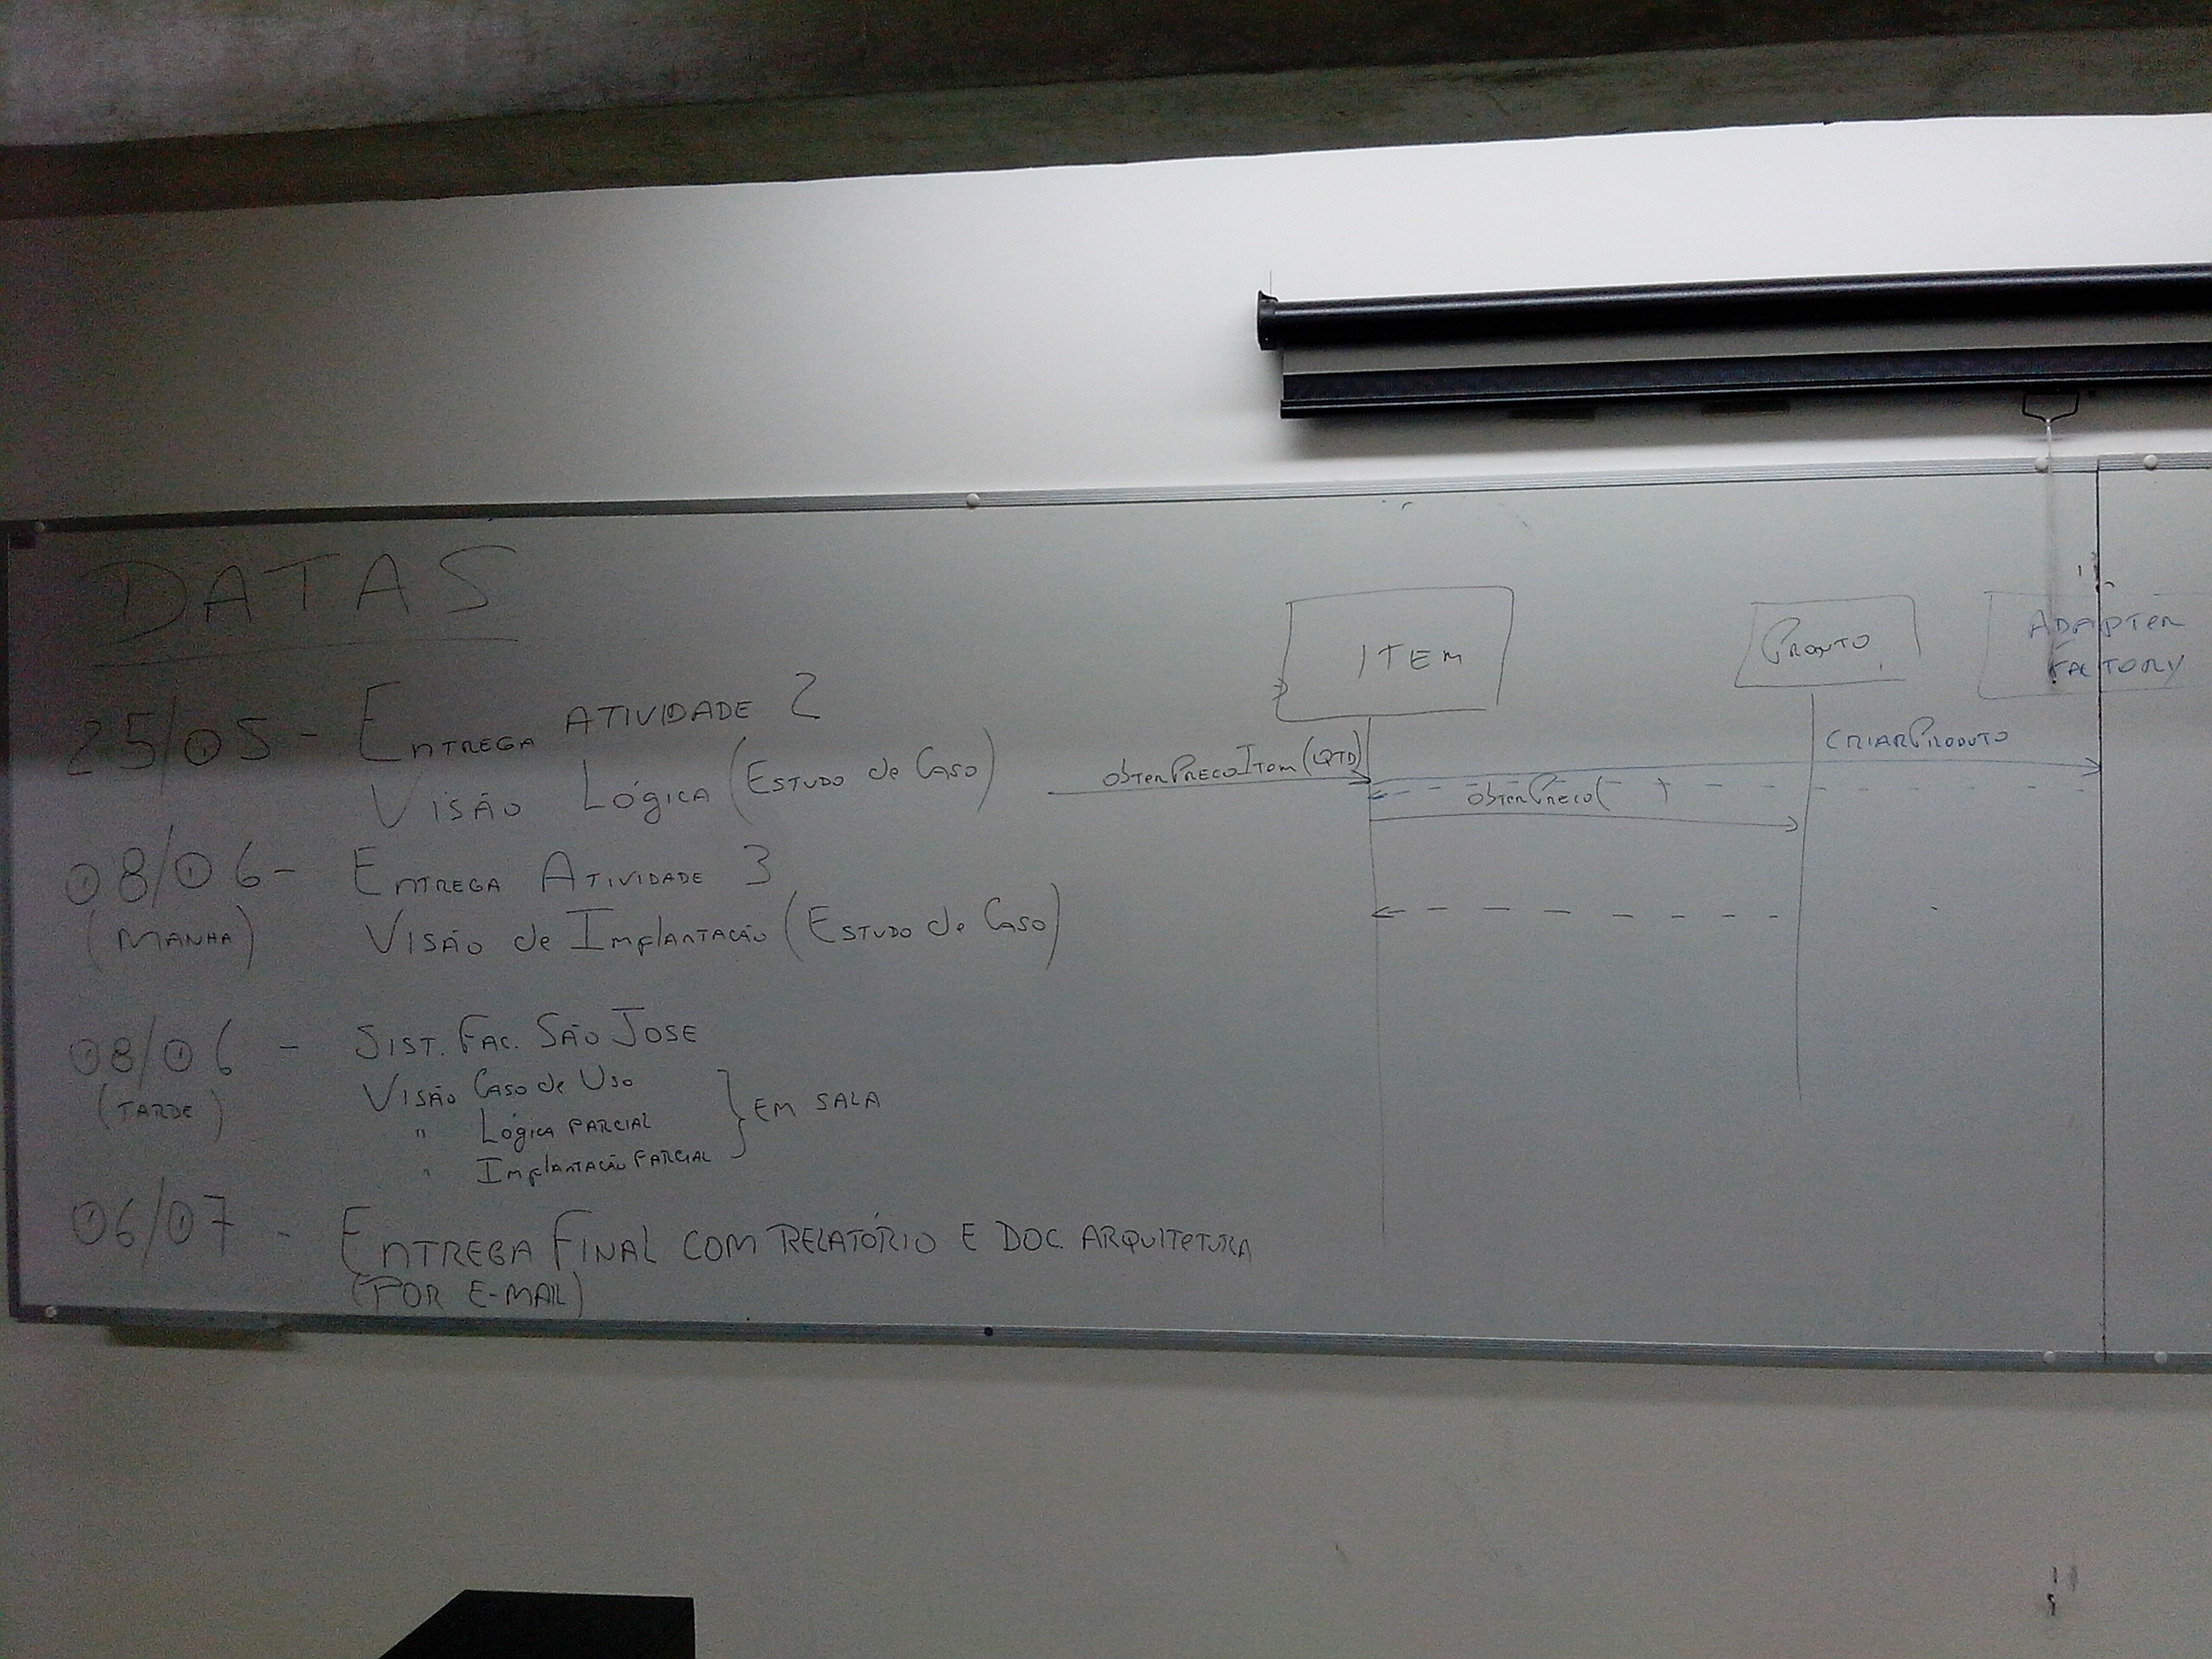 DATAS
25/05 - ENTREGA ATIVIDADE 2
VISÃO LÓGICA (ESTUDO de CASO)
08/06 - ENTREGA ATIVIDADE 3
(MANHA) VISÃO de IMPLANTAÇÃO (ESTUDO de CASO)
08/06 - SIST. FAC. SÃO JOSE
(TARDE) VISÃO CASO de USO
" LÓGICA PARCIAL
" IMPLANTAÇÃO PARCIAL
EM SALA
06/07 - ENTREGA FINAL COM RELATÓRIO E DOC. ARQUITETURA
(POR E-MAIL)
ITEM
ADAPTER
FACTORY
obterPrecoItem(QTD)
CRIARPRODUTO
obterPreco( )